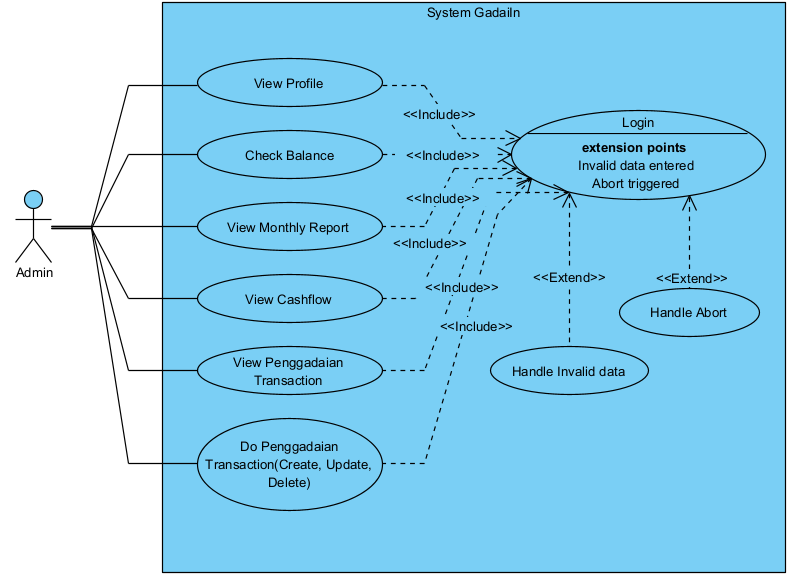 System GadaiIn
View Profile
<<Include>>
Login
extension points
Invalid data entered
Abort triggered
Check Balance
<<Include>>
View Monthly Report
<<Include>>
Admin
<<Include>>
View Cashflow
<<Include>>
<<Extend>>
<<Extend>>
Handle Abort
<<Include>>
View Penggadaian
Transaction
Handle Invalid data
Do Penggadaian
Transaction(Create, Update,
Delete)